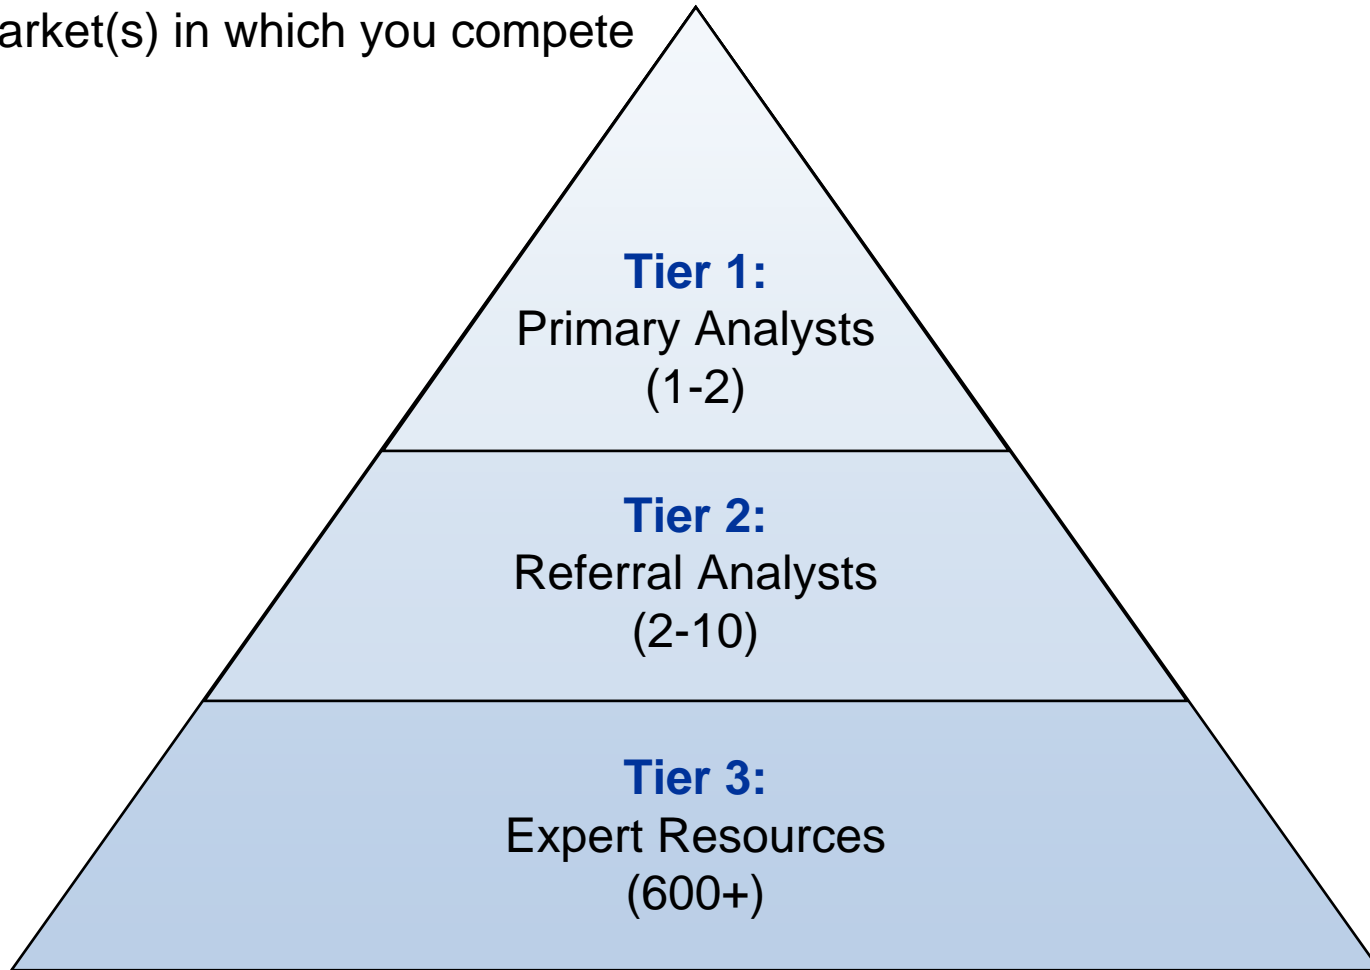 arket(s) in which you compete
Tier 1:
Primary Analysts
(1-2)
Tier 2:
Referral Analysts
(2-10)
Tier 3:
Expert Resources
(600+)